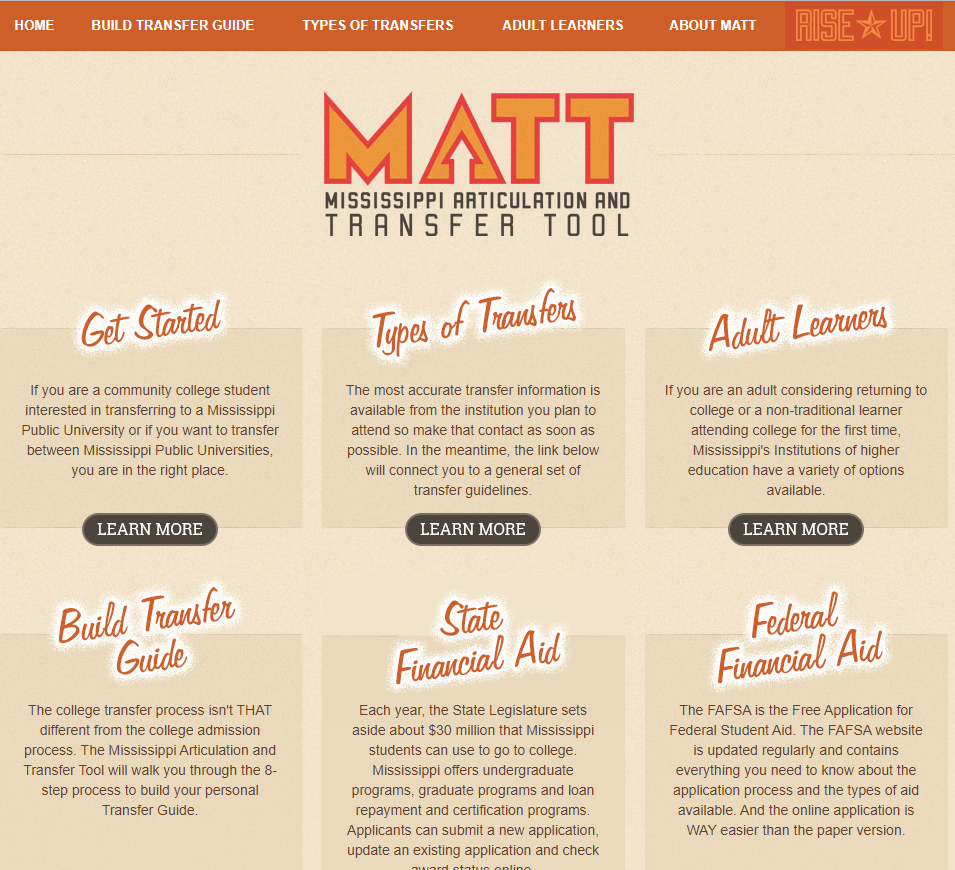 HOME BUILD TRANSFER GUIDE TYPES OF TRANSFERS ADULT LEARNERS ABOUT MATT RISE UP!
MATT
MISSISSIPPI ARTICULATION AND
TRANSFER TOOL
Get Started
If you are a community college student
interested in transferring to a Mississippi
Public University or if you want to transfer
between Mississippi Public Universities,
you are in the right place.
LEARN MORE
Types of Transfers
The most accurate transfer information is
available from the institution you plan to
attend so make that contact as soon as
possible. In the meantime, the link below
will connect you to a general set of
transfer guidelines.
LEARN MORE
Adult Learners
If you are an adult considering returning to
college or a non-traditional learner
attending college for the first time,
Mississippi's Institutions of higher
education have a variety of options
available.
LEARN MORE
Build Transfer
Guide
The college transfer process isn't THAT
different from the college admission
process. The Mississippi Articulation and
Transfer Tool will walk you through the 8-
step process to build your personal
Transfer Guide.
State
Financial Aid
Each year, the State Legislature sets
aside about $30 million that Mississippi
students can use to go to college.
Mississippi offers undergraduate
programs, graduate programs and loan
repayment and certification programs.
Applicants can submit a new application,
update an existing application and check
award status online.
Federal
Financial Aid
The FAFSA is the Free Application for
Federal Student Aid. The FAFSA website
is updated regularly and contains
everything you need to know about the
application process and the types of aid
available. And the online application is
WAY easier than the paper version.